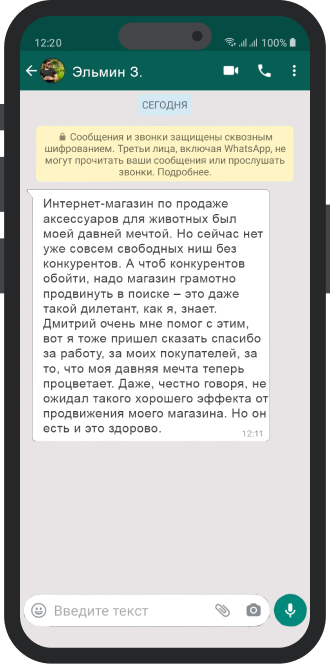 12:20
100%
Эльмин З.
СЕГОДНЯ
Сообщения и звонки защищены сквозным
шифрованием. Третьи лица, включая WhatsApp, не
могут прочитать ваши сообщения или прослушать
звонки. Подробнее.
Интернет-магазин по продаже
аксессуаров для животных был
моей давней мечтой. Но сейчас нет
уже совсем свободных ниш без
конкурентов. А чтоб конкурентов
обойти, надо магазин грамотно
продвинуть в поиске – это даже
такой дилетант, как я, знает.
Дмитрий очень мне помог с этим,
вот я тоже пришел сказать спасибо
за работу, за моих покупателей, за
то, что моя давняя мечта теперь
процветает. Даже, честно говоря, не
ожидал такого хорошего эффекта от
продвижения моего магазина. Но он
есть и это здорово.
12:11
Введите текст